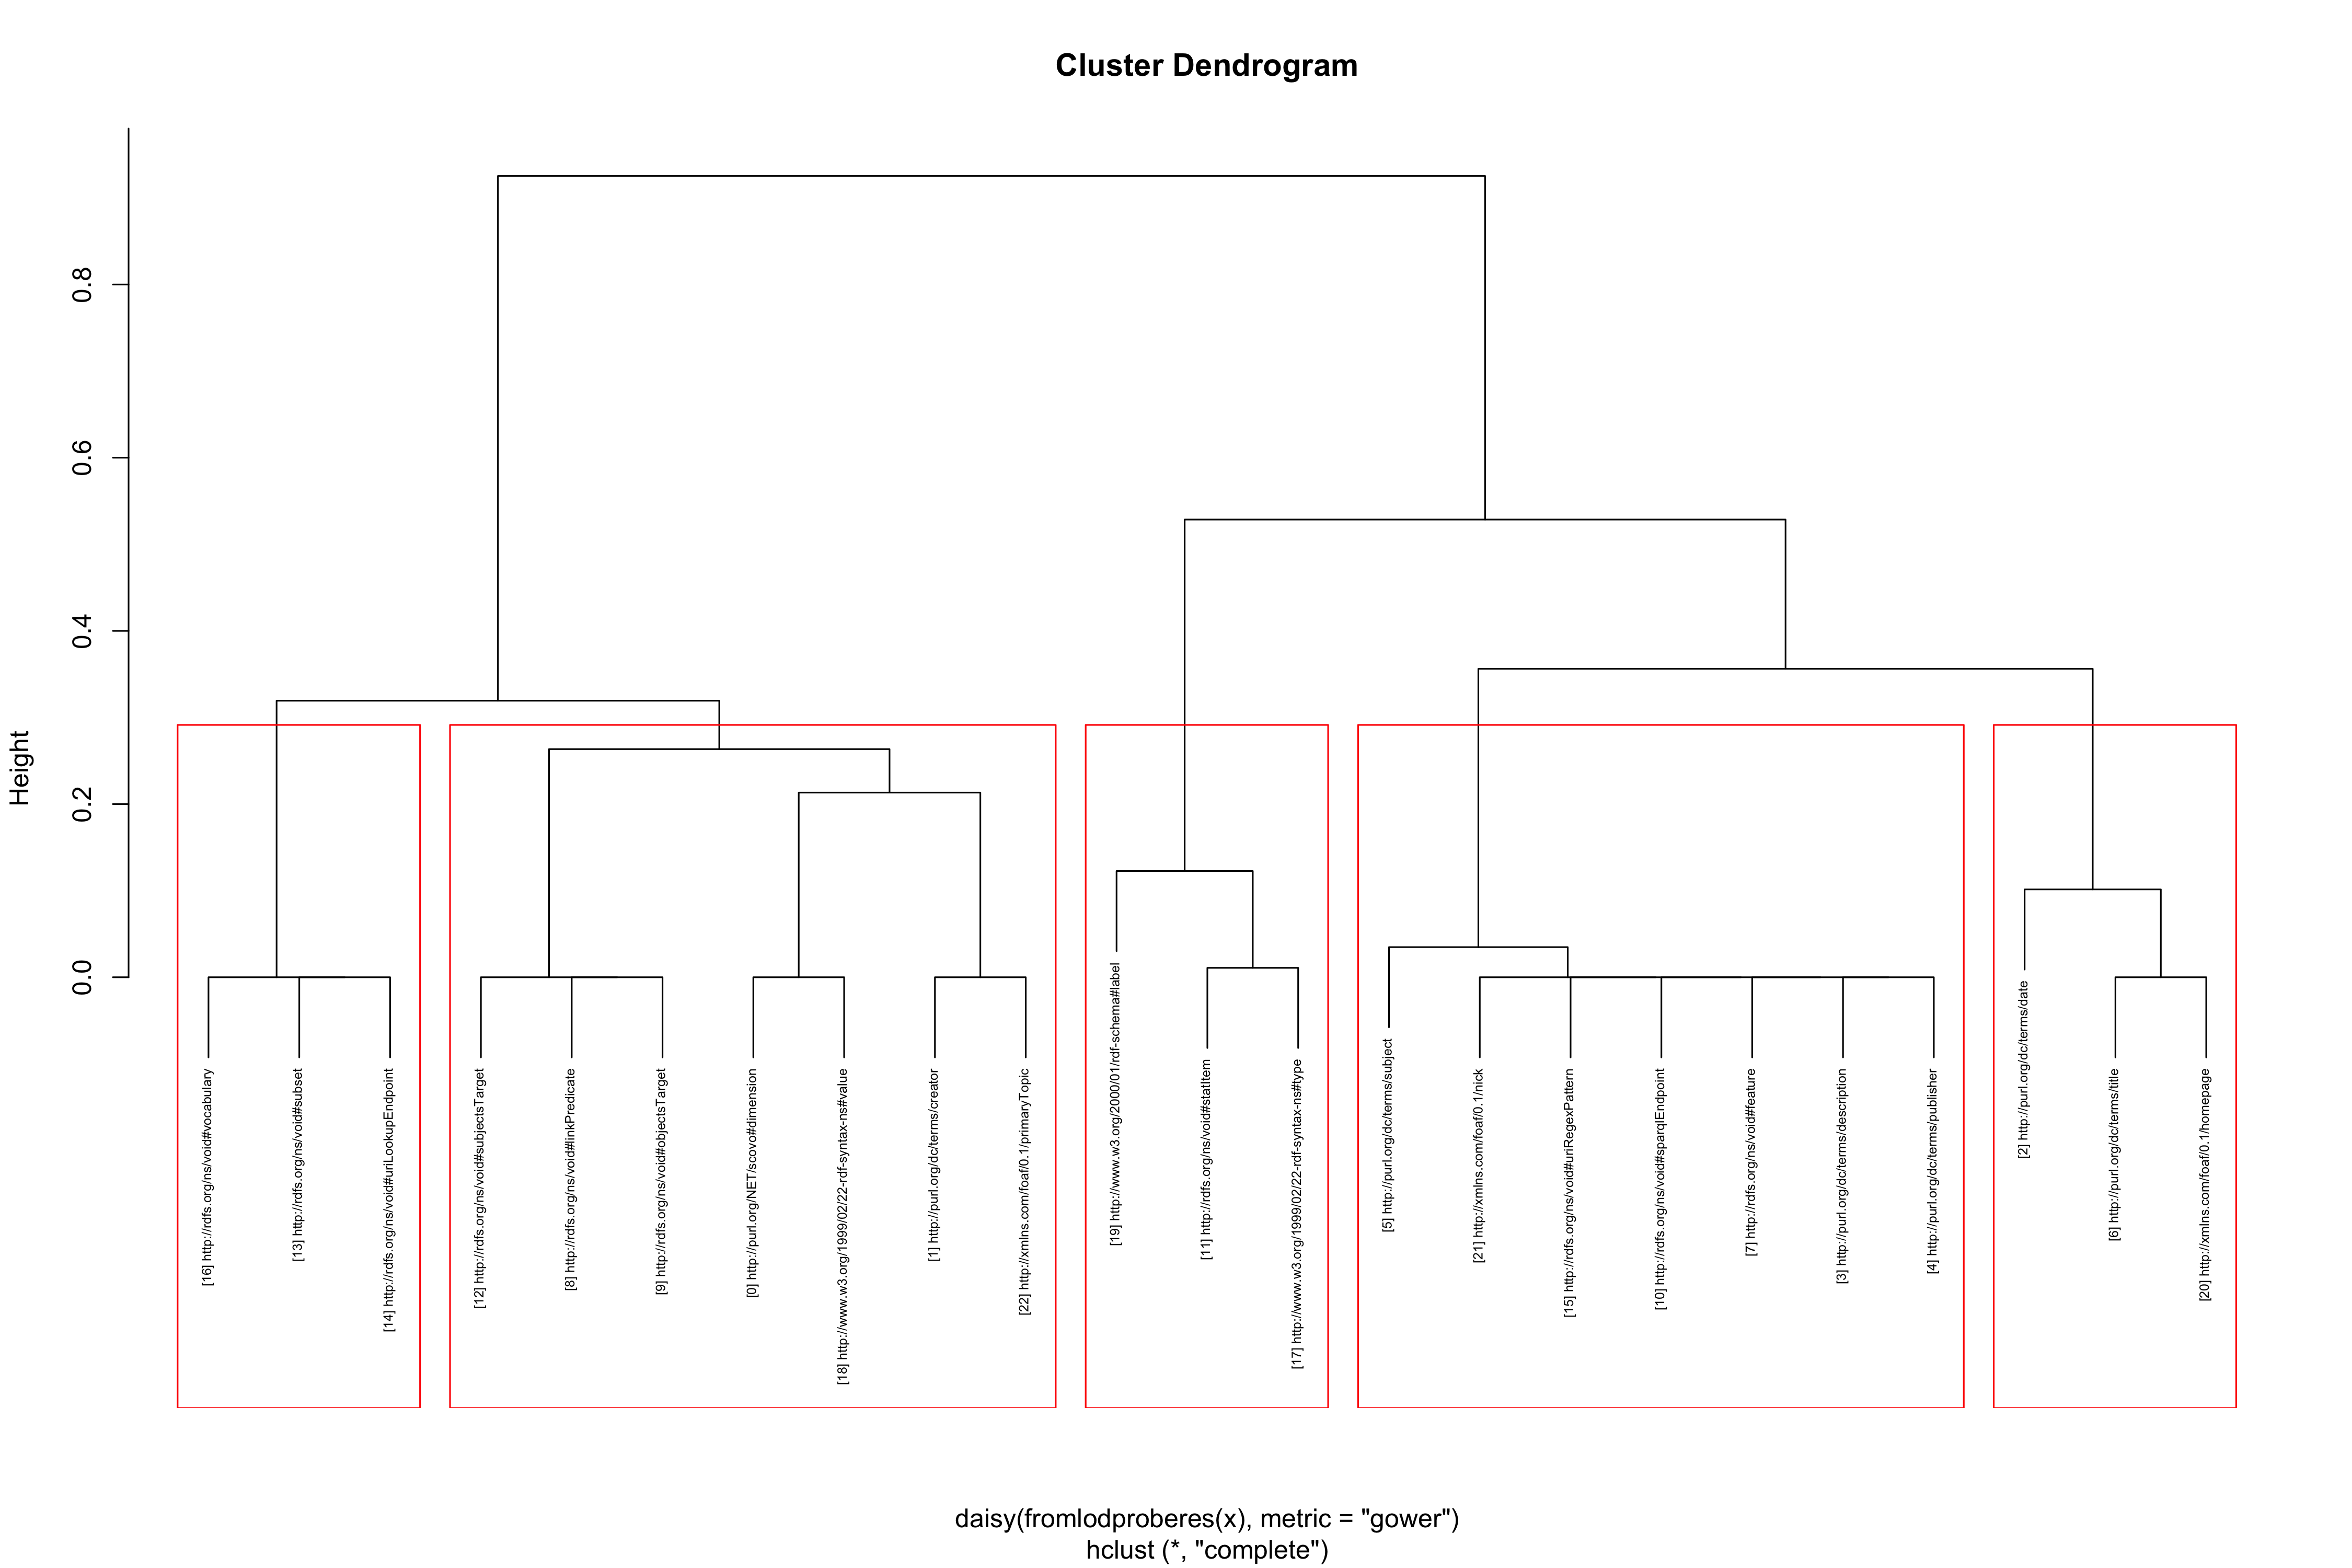 Cluster Dendrogram
Height
0.0
0.2
0.4
0.6
0.8
[16] http://rdfs.org/ns/void#vocabulary
[13] http://rdfs.org/ns/void#subset
[14] http://rdfs.org/ns/void#uriLookupEndpoint
[12] http://rdfs.org/ns/void#subjectsTarget
[8] http://rdfs.org/ns/void#linkPredicate
[9] http://rdfs.org/ns/void#objectsTarget
[0] http://purl.org/NET/scovo#dimension
[18] http://www.w3.org/1999/02/22-rdf-syntax-ns#value
[1] http://purl.org/dc/terms/creator
[22] http://xmlns.com/foaf/0.1/primaryTopic
[19] http://www.w3.org/2000/01/rdf-schema#label
[11] http://rdfs.org/ns/void#statItem
[17] http://www.w3.org/1999/02/22-rdf-syntax-ns#type
[5] http://purl.org/dc/terms/subject
[21] http://xmlns.com/foaf/0.1/nick
[15] http://rdfs.org/ns/void#uriRegexPattern
[10] http://rdfs.org/ns/void#sparqlEndpoint
[7] http://rdfs.org/ns/void#feature
[3] http://purl.org/dc/terms/description
[4] http://purl.org/dc/terms/publisher
[2] http://purl.org/dc/terms/date
[6] http://purl.org/dc/terms/title
[20] http://xmlns.com/foaf/0.1/homepage
daisy(fromlodproberes(x), metric = "gower")
hclust (*, "complete")